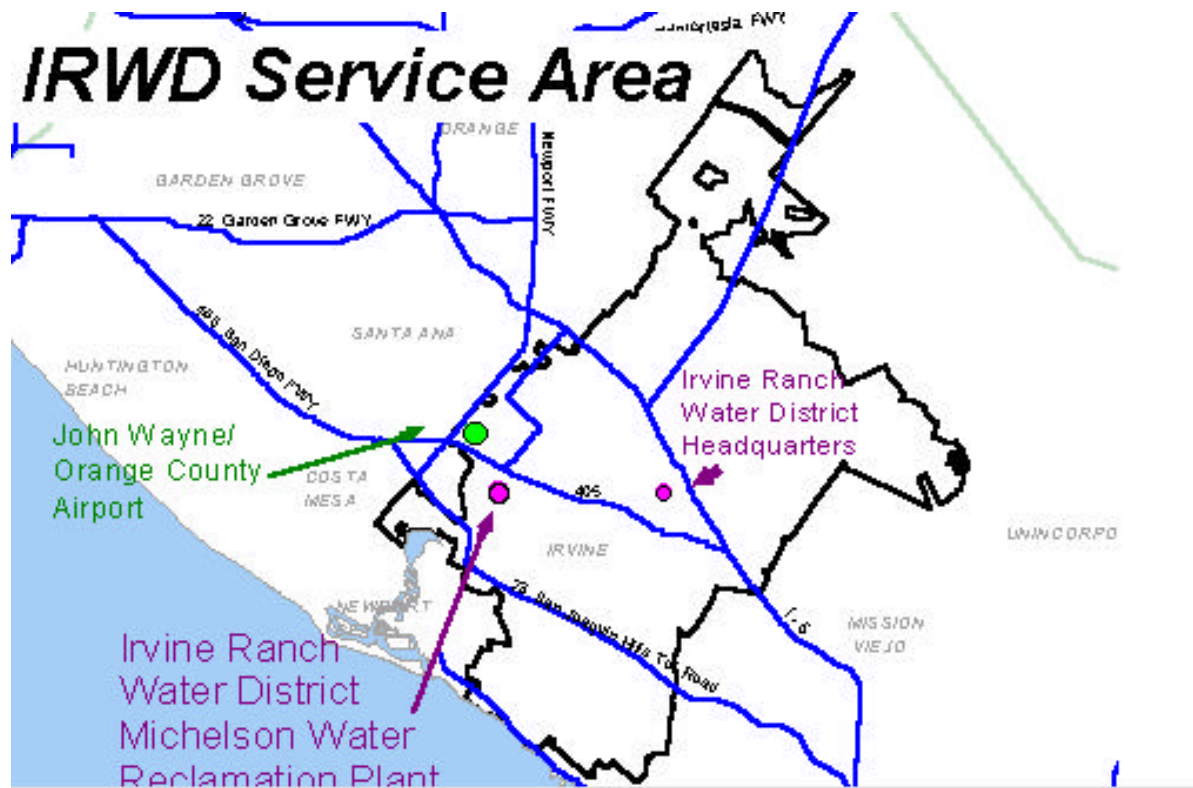 IRWD Service Area
ORANGE
Newport FWY
GARDEN GROVE
22 Garden Grove FWY
SANTA ANA
HUNTINGTON
BEACH
San Diego FWY
Irvine Ranch
Water District
Headquarters
John Wayne/
Orange County
Airport
COSTA
MESA
405
UNINCORPO
IRVINE
NEWPORT
73 San Joaquin Hills Toll Road
I-5
MISSION
VIEJO
Irvine Ranch
Water District
Michelson Water
Reclamation Plant